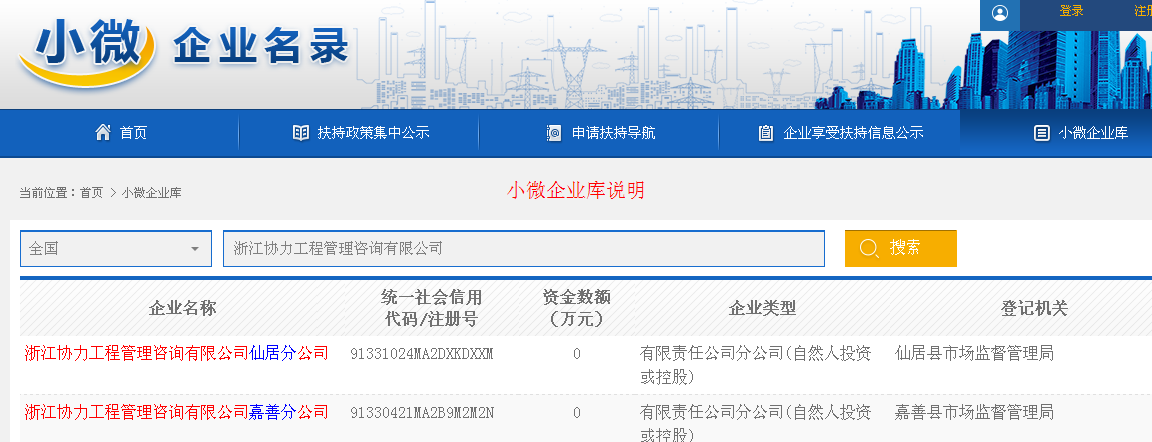 小微 企业名录
登录 注册
首页 扶持政策集中公示 申请扶持导航 企业享受扶持信息公示 小微企业库
当前位置：首页 > 小微企业库
小微企业库说明
全国 浙江协力工程管理咨询有限公司 搜索
企业名称 统一社会信用代码/注册号 资金数额（万元） 企业类型 登记机关
浙江协力工程管理咨询有限公司仙居分公司 91331024MA2DXKDXXM 0 有限责任公司分公司(自然人投资或控股) 仙居县市场监督管理局
浙江协力工程管理咨询有限公司嘉善分公司 91330421MA2B9M2M2N 0 有限责任公司分公司(自然人投资或控股) 嘉善县市场监督管理局